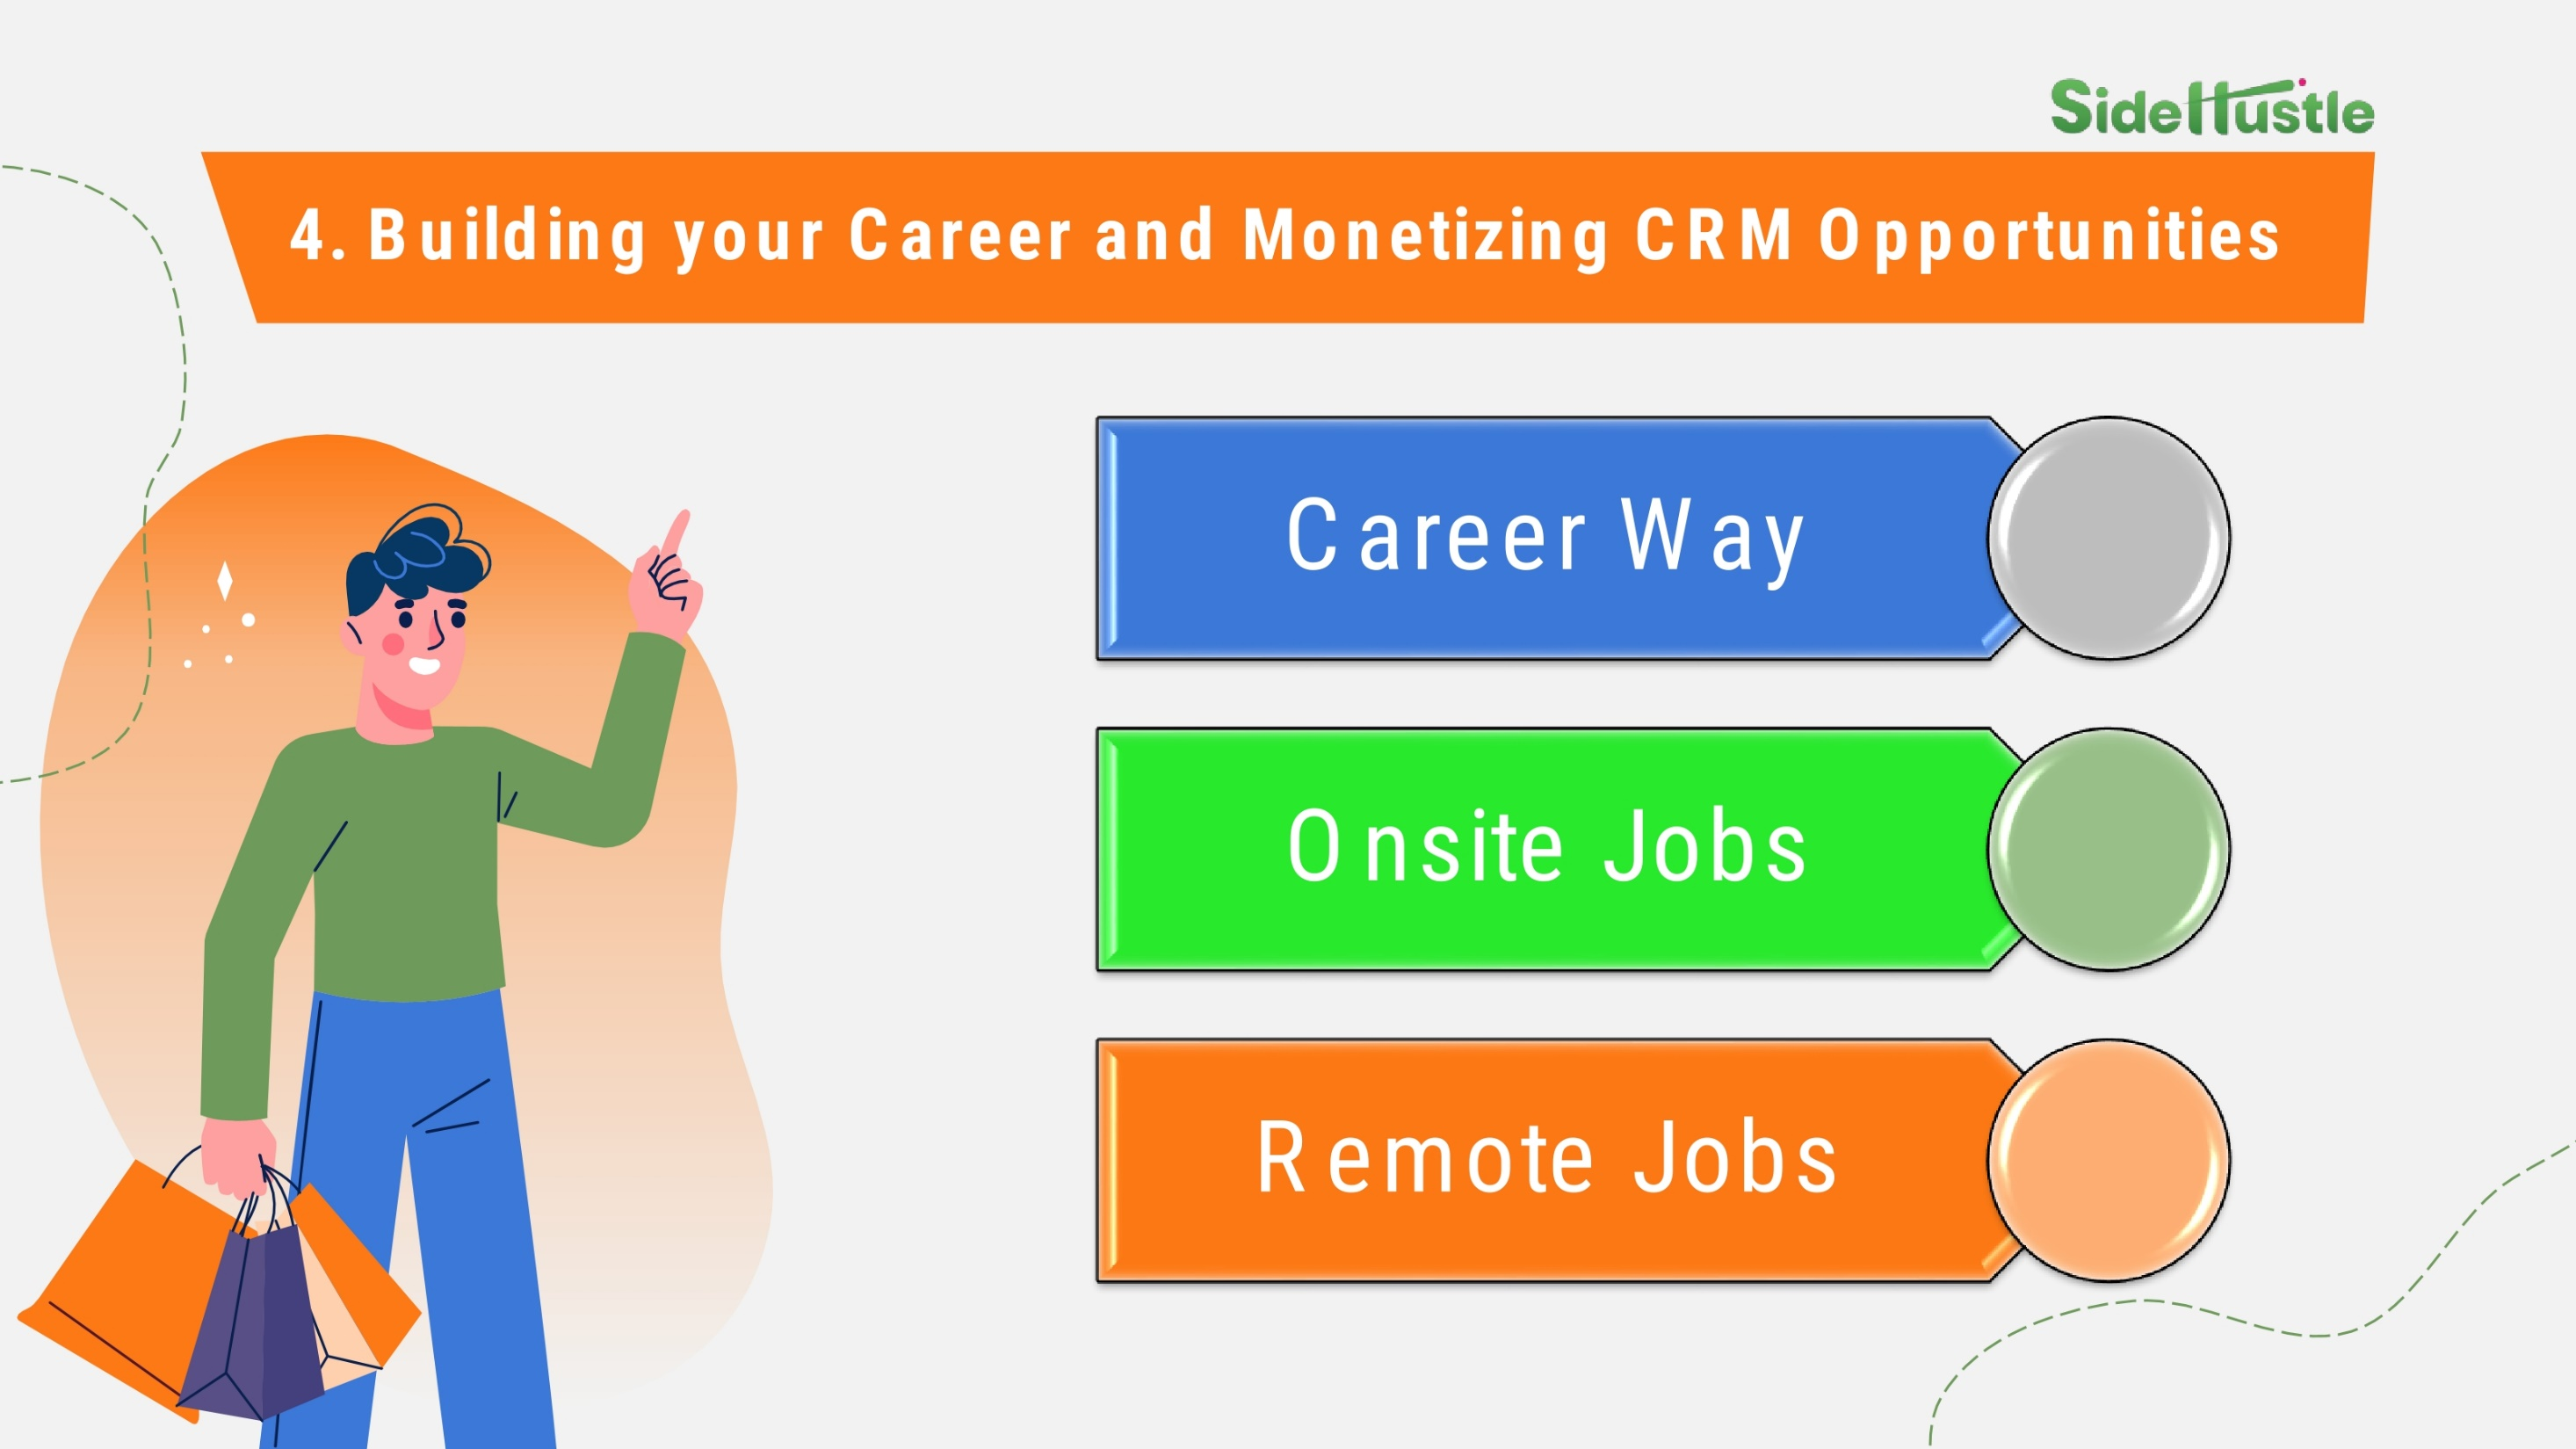 SideHustle
4. Building your Career and Monetizing CRM Opportunities
Career Way
Onsite Jobs
Remote Jobs